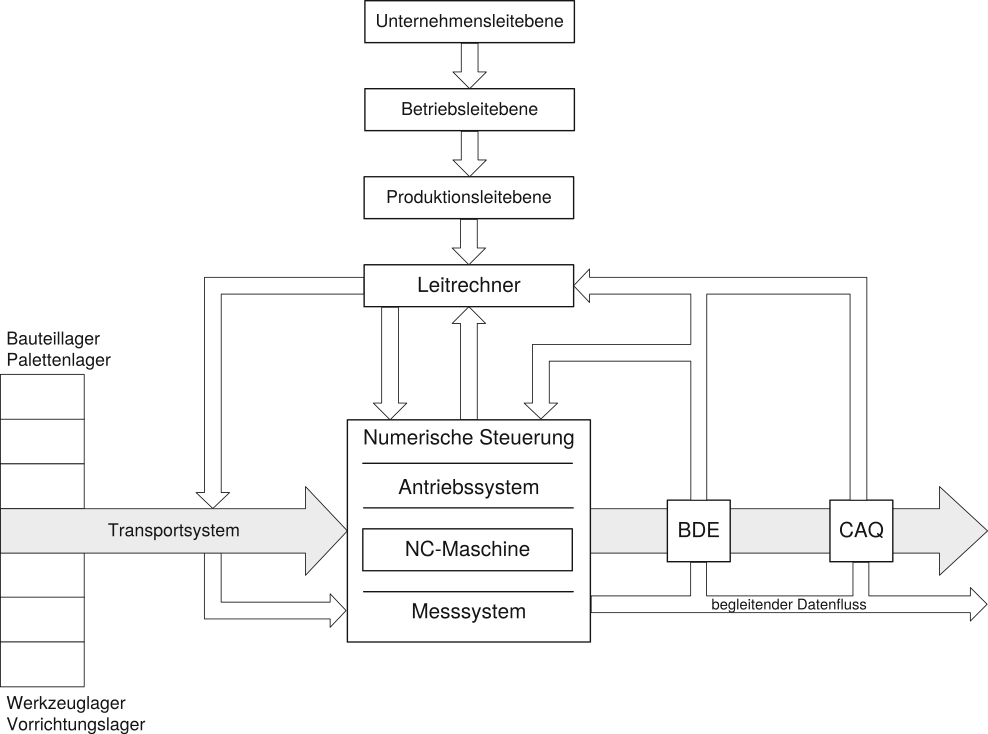 Unternehmensleitebene
Betriebsleitebene
Produktionsleitebene
Leitrechner
Bauteillager
Palettenlager
Numerische Steuerung
Antriebssystem
Transportsystem
NC-Maschine
BDE
CAQ
Messsystem
begleitender Datenfluss
Werkzeuglager
Vorrichtungslager